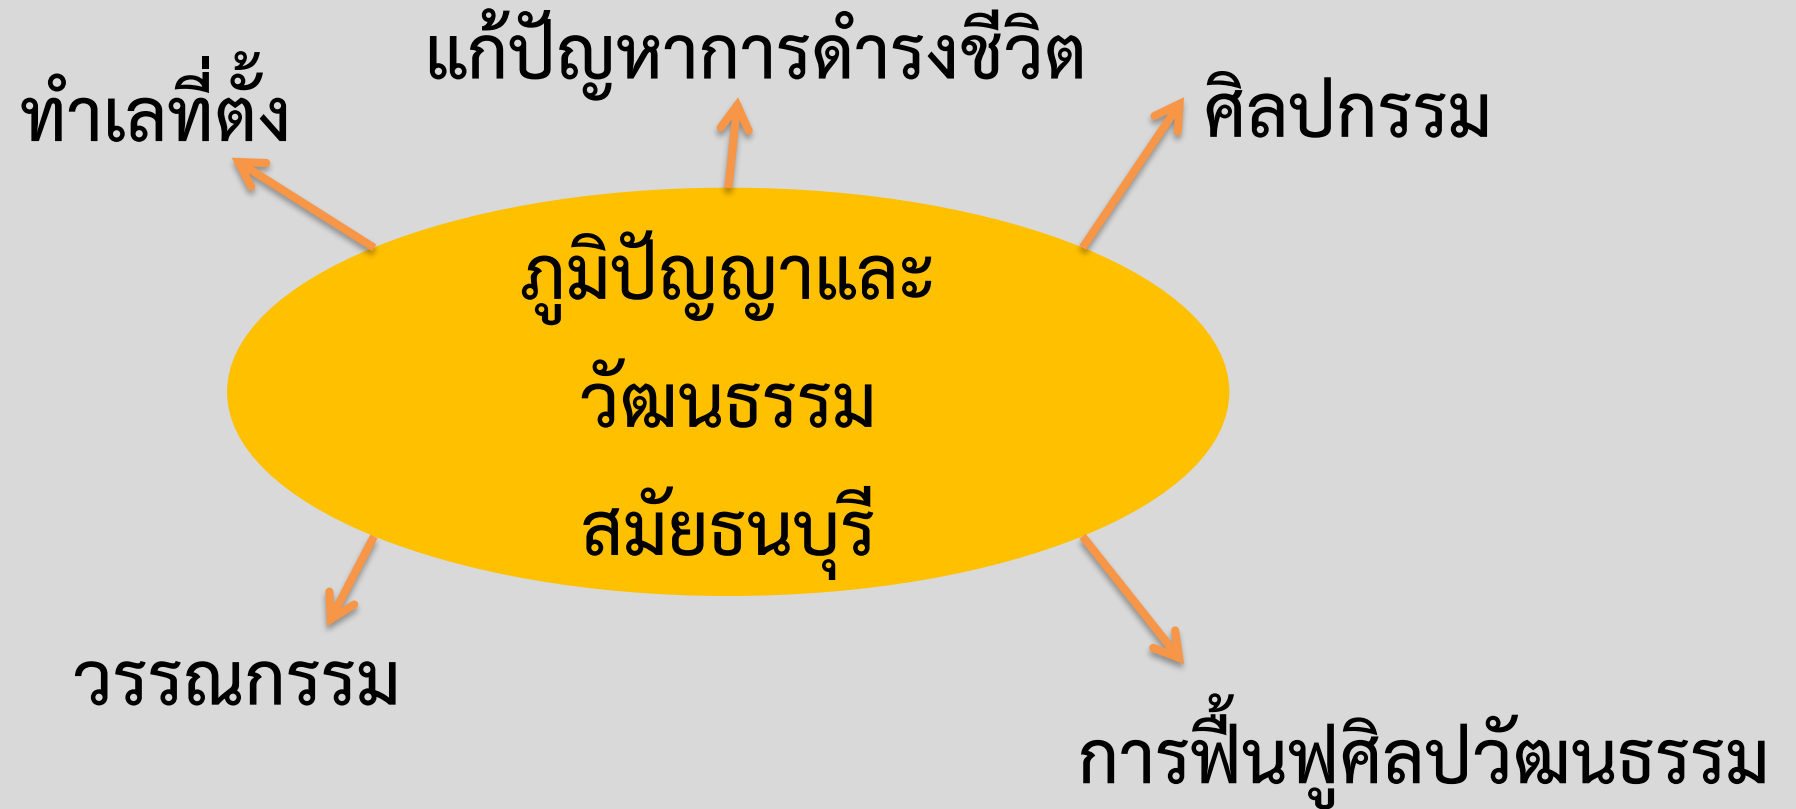 แก้ปัญหาการดำรงชีวิต
ทำเลที่ตั้ง
ศิลปกรรม
ภูมิปัญญาและ
วัฒนธรรม
สมัยธนบุรี
วรรณกรรม
การฟื้นฟูศิลปวัฒนธรรม